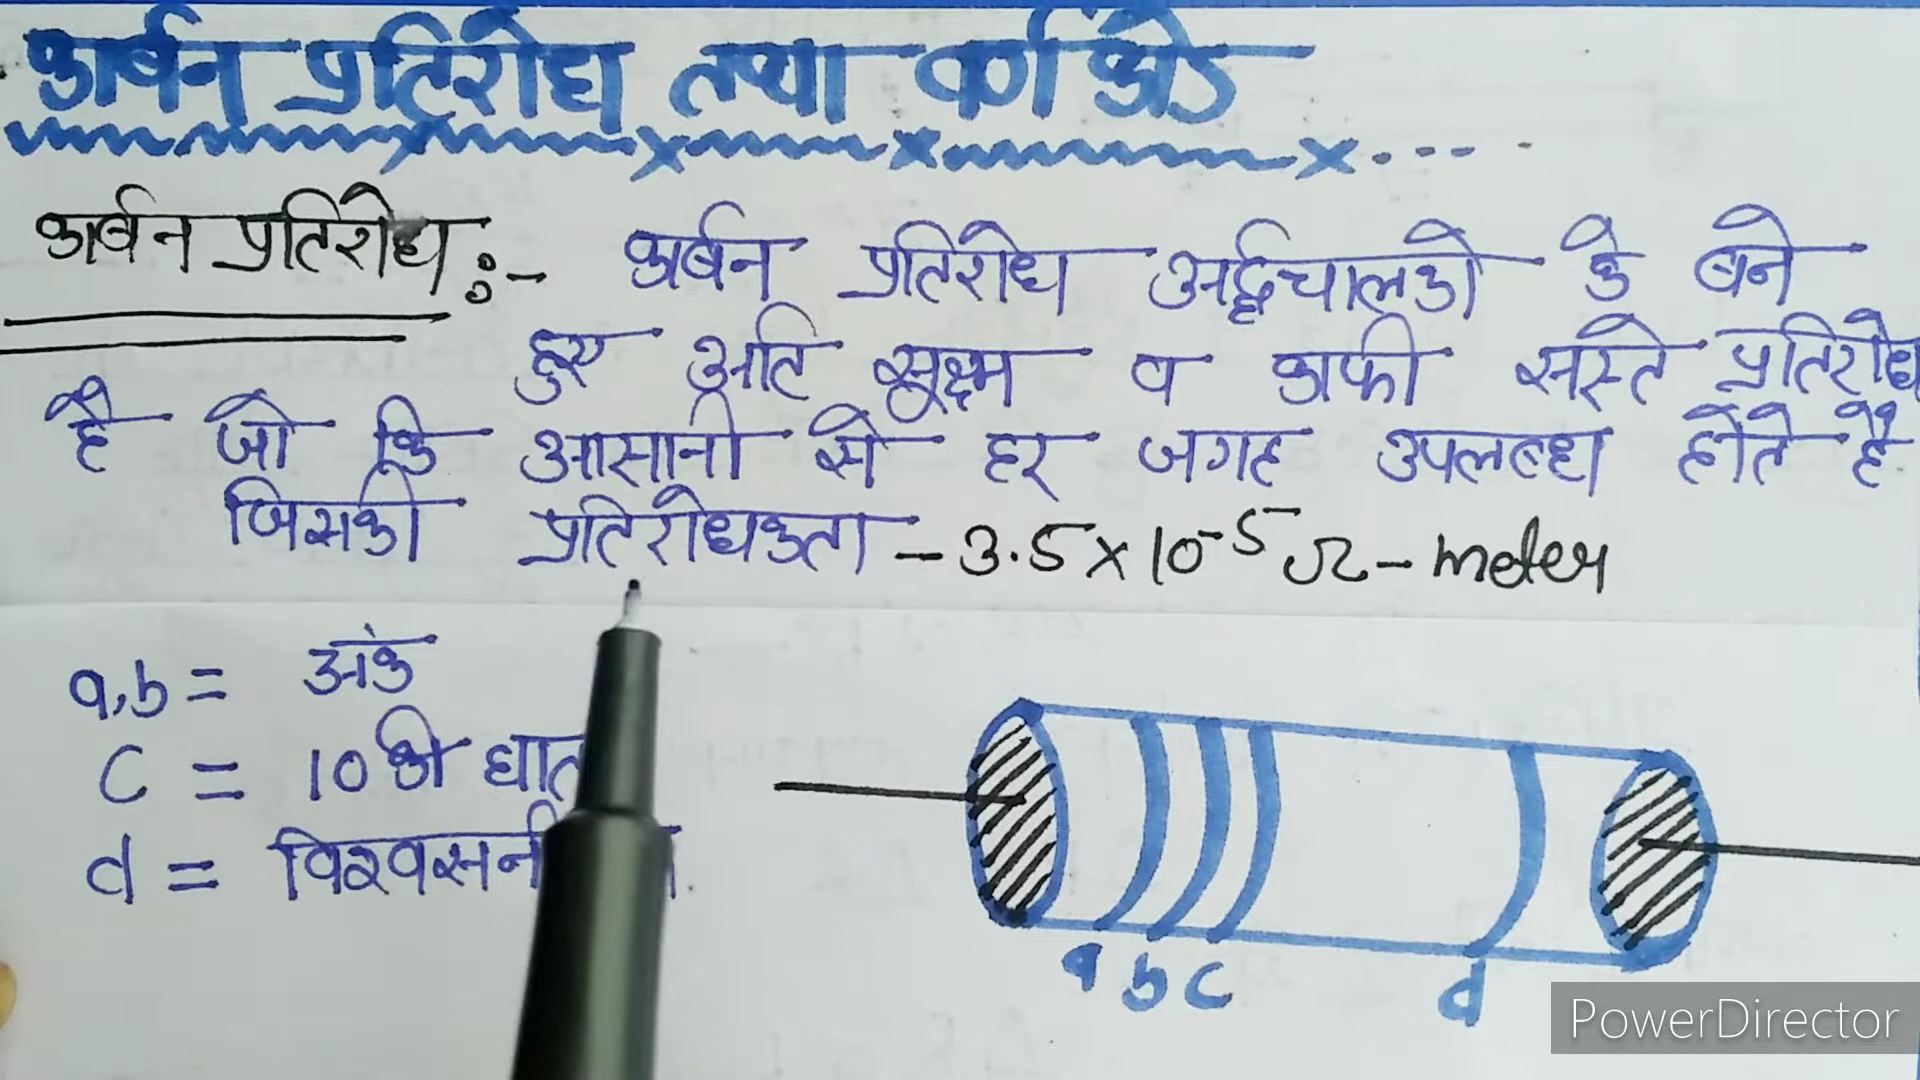 कार्बन प्रतिरोध तथा वर्ण कोड
कार्बन प्रतिरोध :- कार्बन प्रतिरोध अर्द्धचालको के बने
हुए अति सूक्ष्म व काफी सस्ते प्रतिरोध
है जो कि आसानी से हर जगह उपलब्ध होते है
जिसकी प्रतिरोधकता - 3.5 × 10⁻⁵ Ω - meter
a,b = अंक
C = 10 की घात
d =
a b c d
PowerDirector